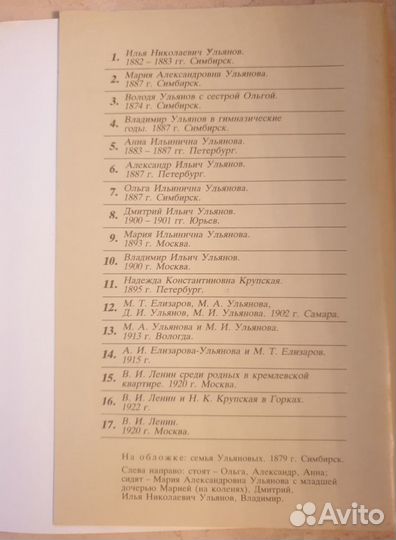 1. Илья Николаевич Ульянов.
1882 – 1883 гг. Симбирск.
2. Мария Александровна Ульянова.
1887 г. Симбирск.
3. Володя Ульянов с сестрой Ольгой.
1874 г. Симбирск.
4. Владимир Ульянов в гимназические
годы. 1887 г. Симбирск.
5. Анна Ильинична Ульянова.
1883 – 1887 гг. Петербург.
6. Александр Ильич Ульянов.
1887 г. Петербург.
7. Ольга Ильинична Ульянова.
1887 г. Симбирск.
8. Дмитрий Ильич Ульянов.
1900 – 1901 гг. Юрьев.
9. Мария Ильинична Ульянова.
1893 г. Москва.
10. Владимир Ильич Ульянов.
1900 г. Москва.
11. Надежда Константиновна Крупская.
1895 г. Петербург.
12. М. Т. Елизаров, М. А. Ульянова,
Д. И. Ульянов, М. И. Ульянова. 1902 г. Самара.
13. М. А. Ульянова и М. И. Ульянова.
1913 г. Вологда.
14. А. И. Елизарова-Ульянова и М. Т. Елизаров.
1915 г.
15. В. И. Ленин среди родных в кремлевской
квартире. 1920 г. Москва.
16. В. И. Ленин и Н. К. Крупская в Горках.
1922 г.
17. В. И. Ленин.
1920 г. Москва.
На обложке: семья Ульяновых. 1879 г. Симбирск.
Слева направо: стоят – Ольга, Александр, Анна;
сидят – Мария Александровна Ульянова с младшей
дочерью Марией (на коленях), Дмитрий,
Илья Николаевич Ульянов, Владимир.
Avito